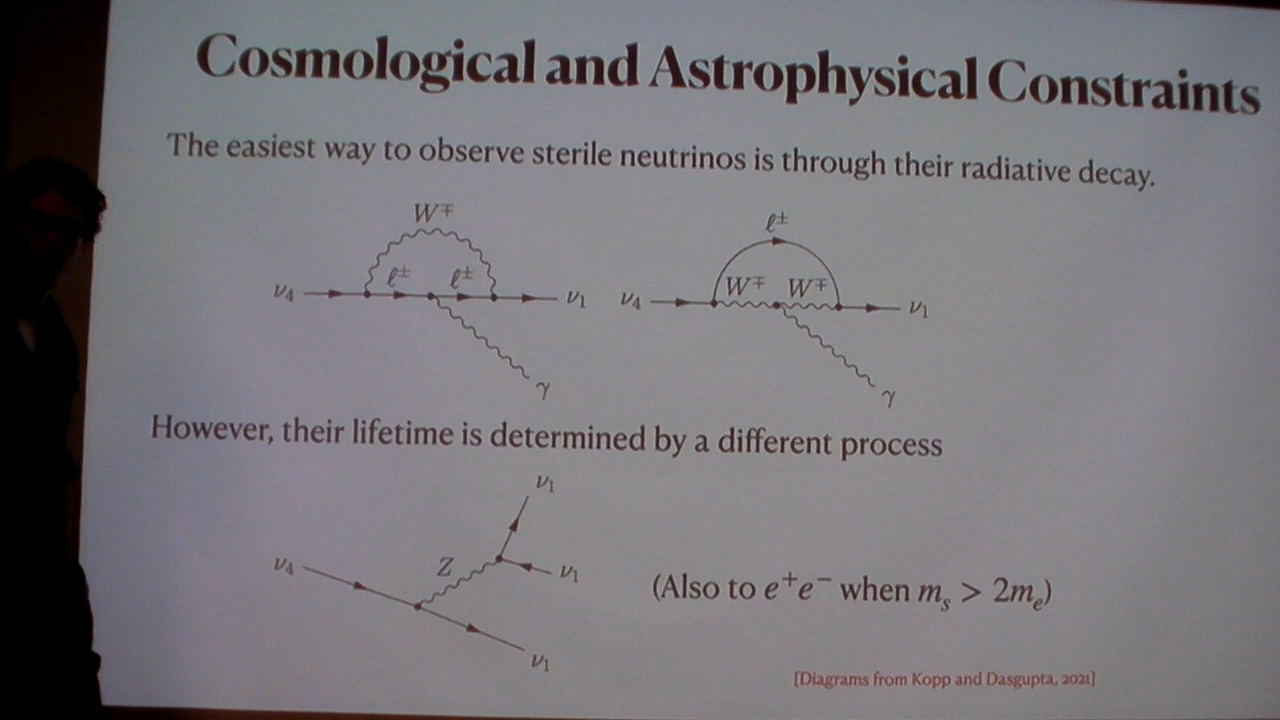 Cosmological and Astrophysical Constraints
The easiest way to observe sterile neutrinos is through their radiative decay.
W∓
ℓ±
ℓ± ℓ±
W∓ W∓
ν₄ ν₁ ν₄ ν₁
γ γ
However, their lifetime is determined by a different process
ν₁
ν₄ Z ν₁
(Also to e⁺e⁻ when mₛ > 2mₑ)
ν₁
[Diagrams from Kopp and Dasgupta, 2021]